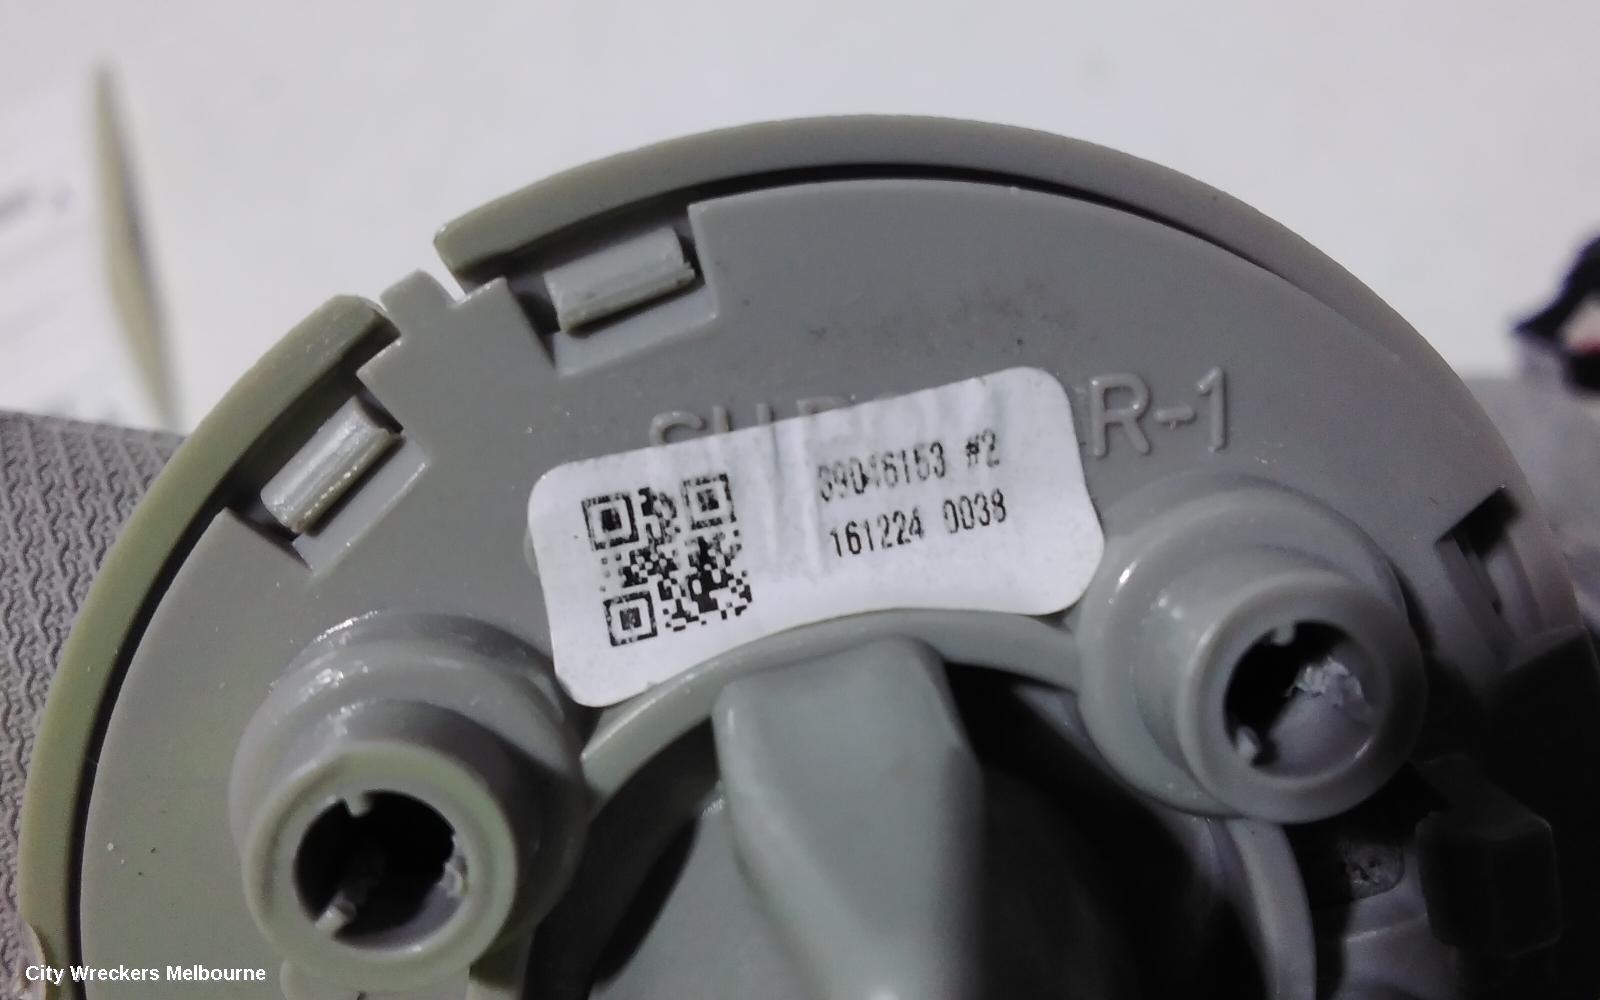 R-1
39046153 #2
161224 0038
City Wreckers Melbourne